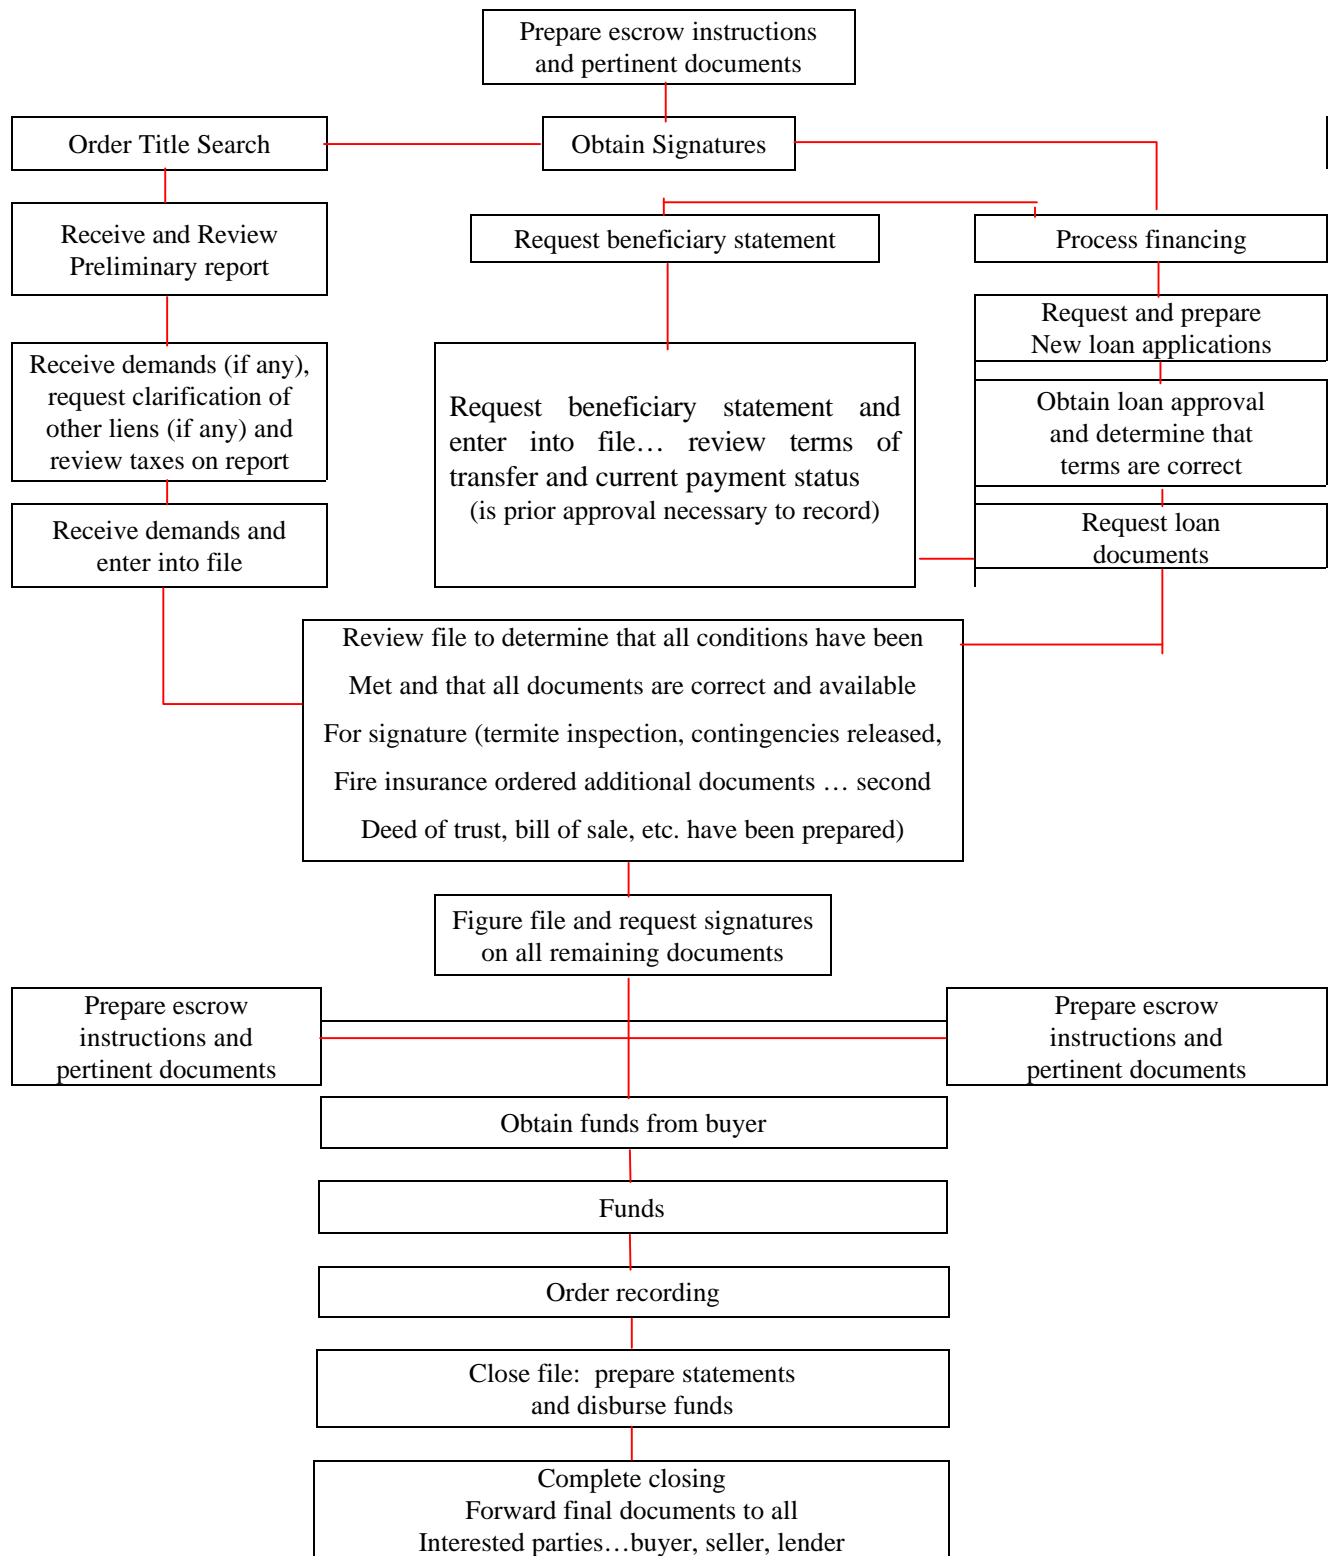 Prepare escrow instructions
and pertinent documents
Order Title Search
Obtain Signatures
Receive and Review
Preliminary report
Request beneficiary statement
Process financing
Request and prepare
New loan applications
Receive demands (if any),
request clarification of
other liens (if any) and
review taxes on report
Request beneficiary statement and
enter into file… review terms of
transfer and current payment status
(is prior approval necessary to record)
Obtain loan approval
and determine that
terms are correct
Receive demands and
enter into file
Request loan
documents
Review file to determine that all conditions have been
Met and that all documents are correct and available
For signature (termite inspection, contingencies released,
Fire insurance ordered additional documents … second
Deed of trust, bill of sale, etc. have been prepared)
Figure file and request signatures
on all remaining documents
Prepare escrow
instructions and
pertinent documents
Prepare escrow
instructions and
pertinent documents
Obtain funds from buyer
Funds
Order recording
Close file:  prepare statements
and disburse funds
Complete closing
Forward final documents to all
Interested parties…buyer, seller, lender